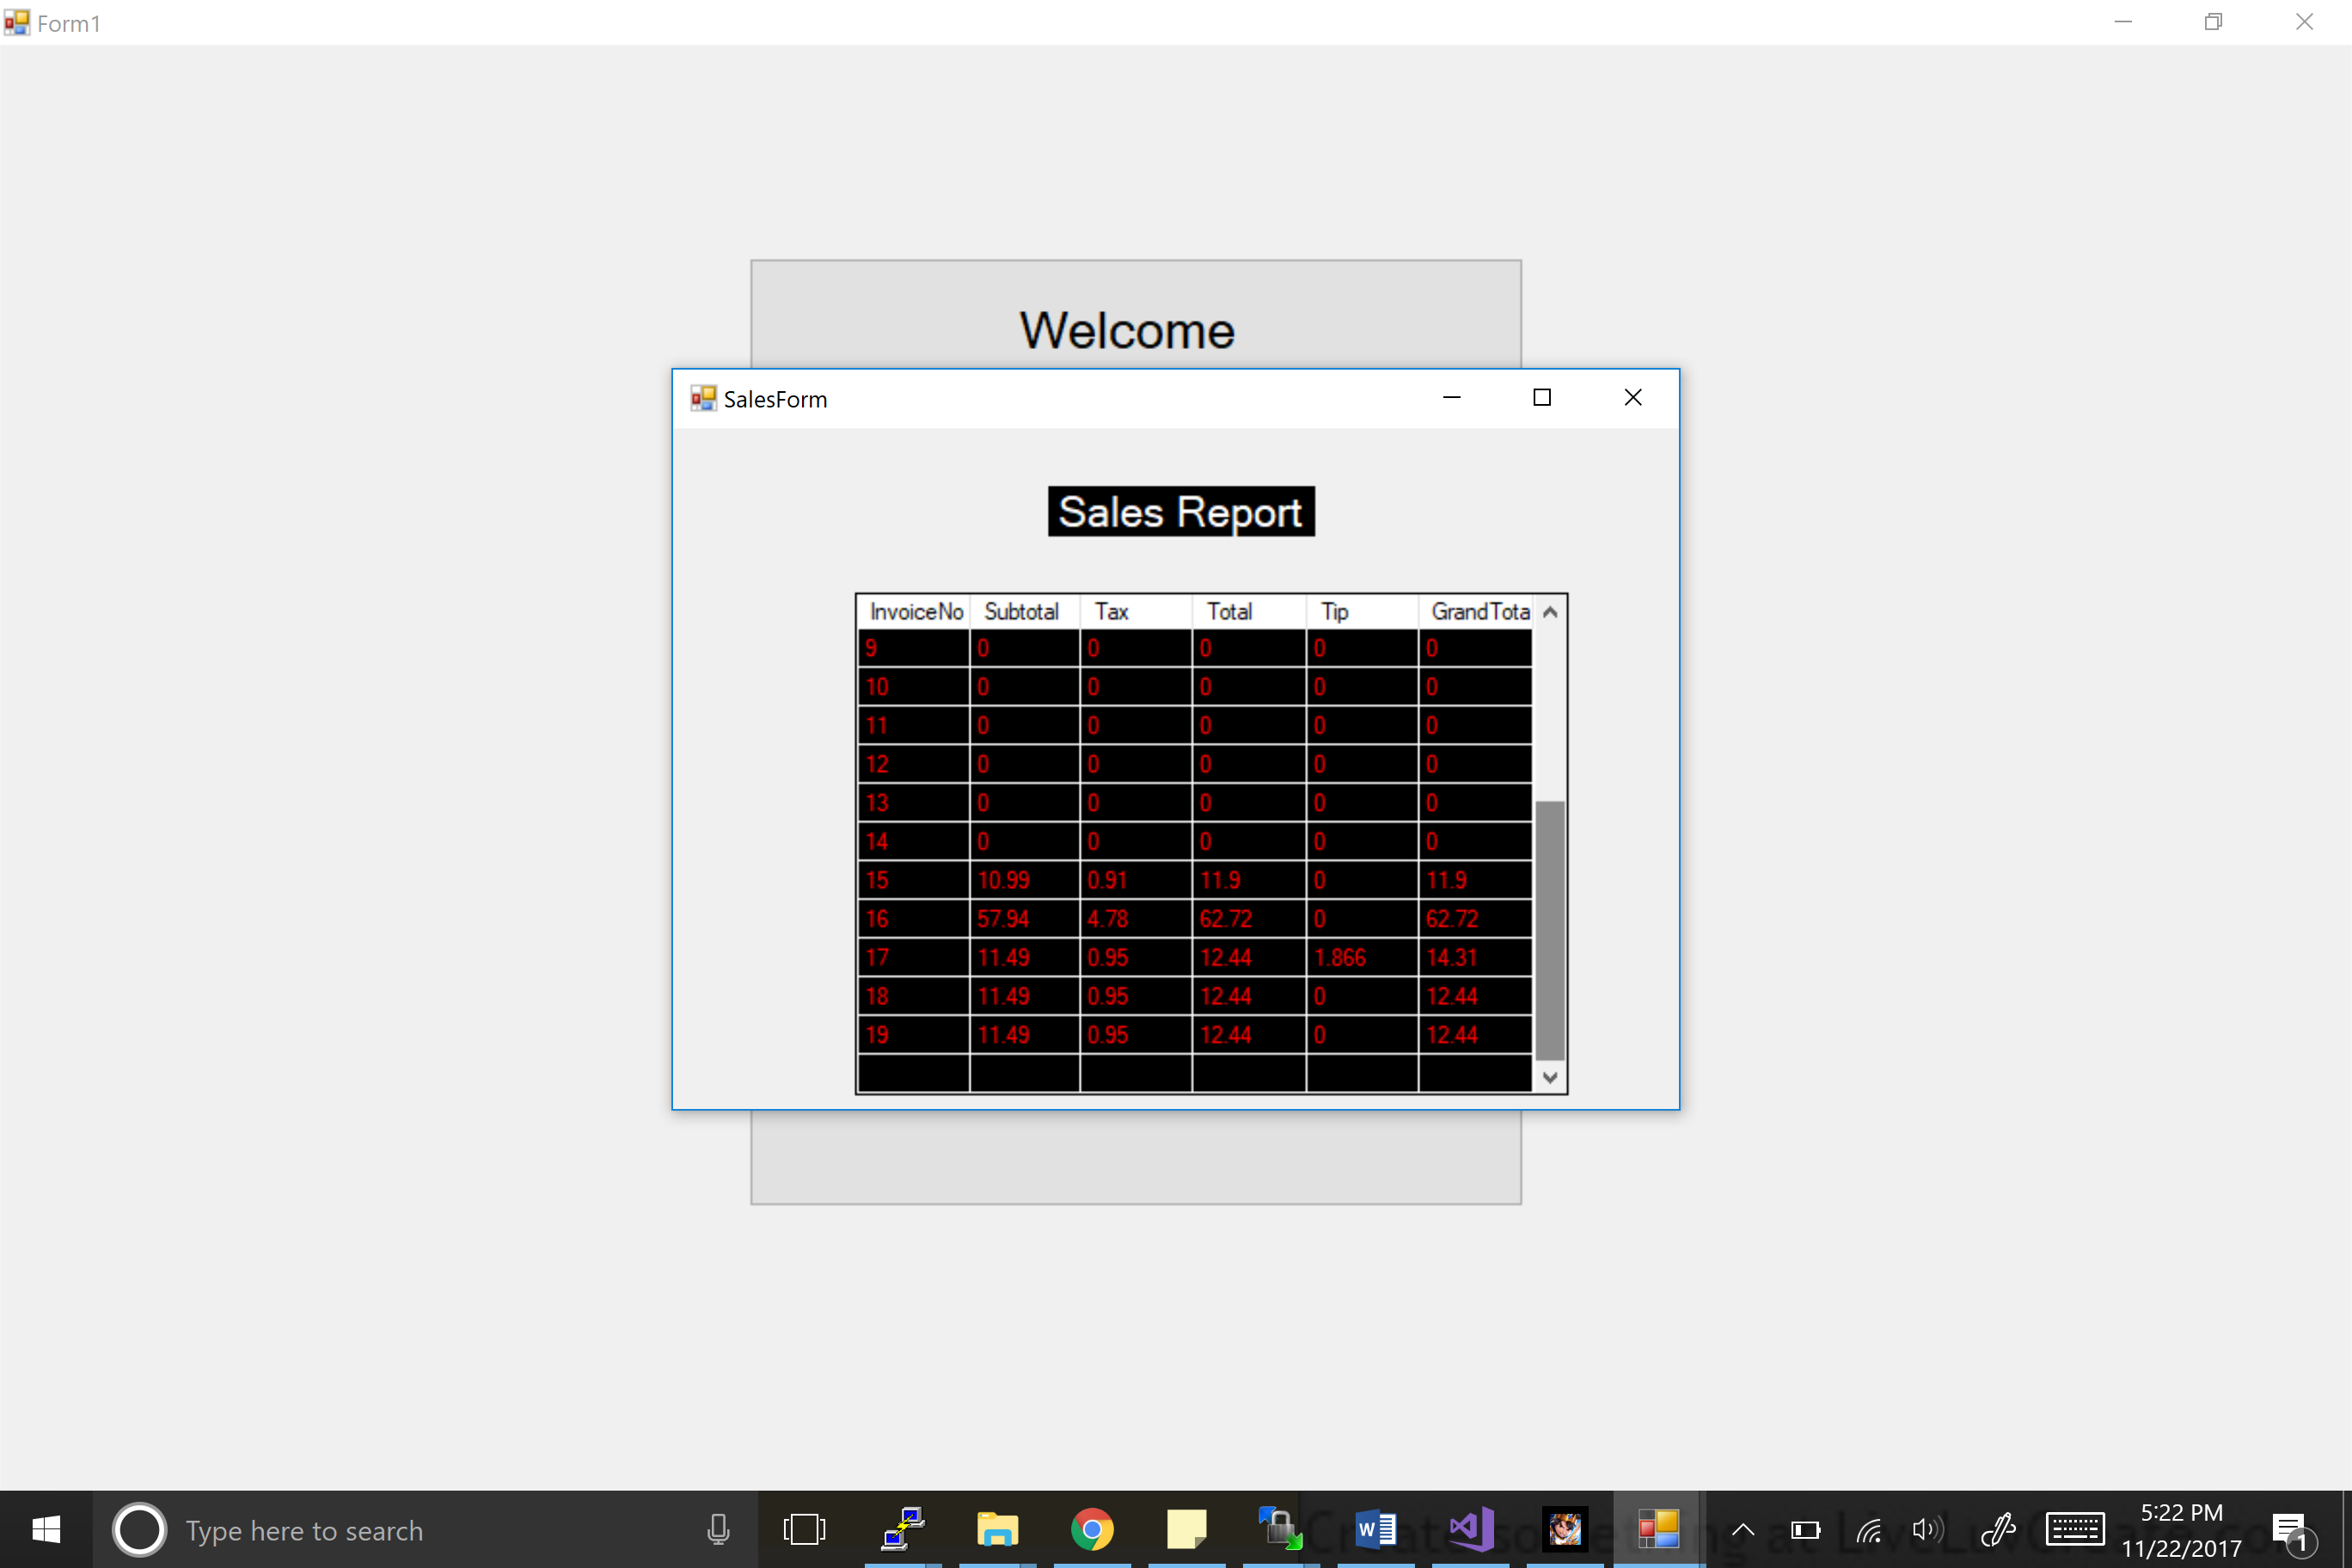 Form1
Welcome
SalesForm
Sales Report
InvoiceNo Subtotal Tax Total Tip GrandTota
9 0 0 0 0 0
10 0 0 0 0 0
11 0 0 0 0 0
12 0 0 0 0 0
13 0 0 0 0 0
14 0 0 0 0 0
15 10.99 0.91 11.9 0 11.9
16 57.94 4.78 62.72 0 62.72
17 11.49 0.95 12.44 1.866 14.31
18 11.49 0.95 12.44 0 12.44
19 11.49 0.95 12.44 0 12.44
Type here to search
5:22 PM
11/22/2017
1